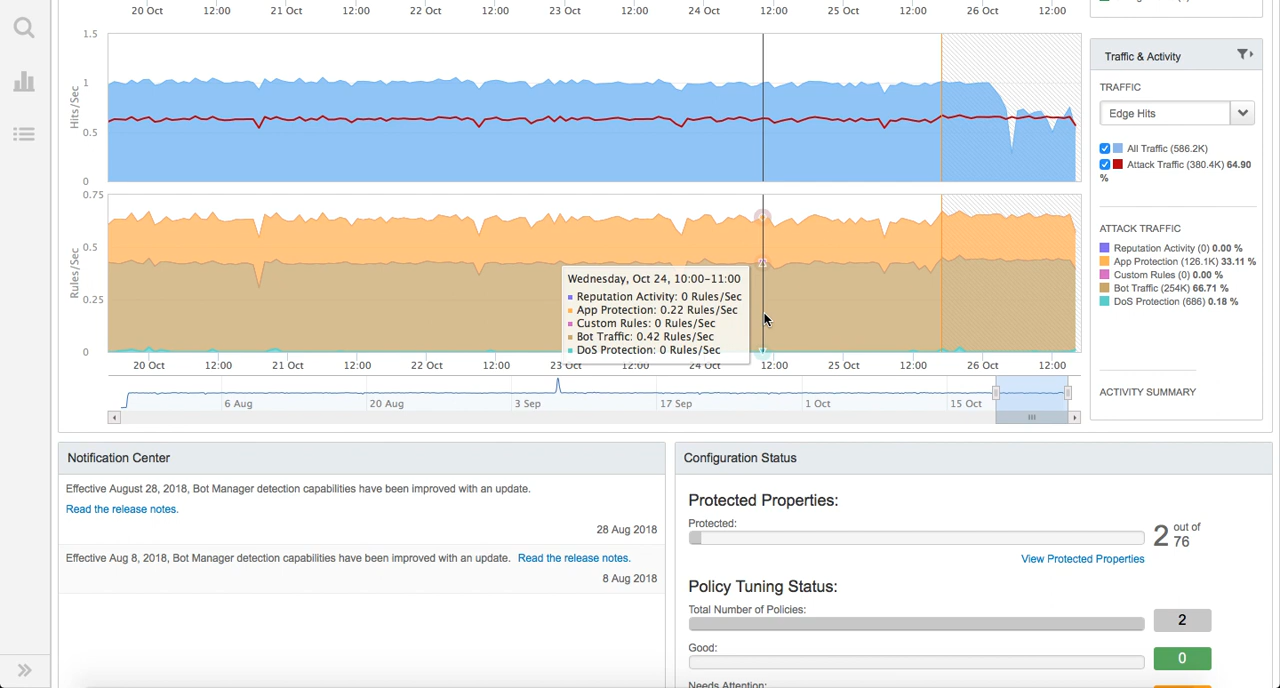 20 Oct 12:00 21 Oct 12:00 22 Oct 12:00 23 Oct 12:00 24 Oct 12:00 25 Oct 12:00 26 Oct 12:00
1.5
1
0.5
0
Hits/Sec
0.75
0.5
0.25
0
Rules/Sec
Wednesday, Oct 24, 10:00–11:00
Reputation Activity: 0 Rules/Sec
App Protection: 0.22 Rules/Sec
Custom Rules: 0 Rules/Sec
Bot Traffic: 0.42 Rules/Sec
DoS Protection: 0 Rules/Sec
20 Oct 12:00 21 Oct 12:00 22 Oct 12:00 23 Oct 12:00 24 Oct 12:00 25 Oct 12:00 26 Oct 12:00
6 Aug 20 Aug 3 Sep 17 Sep 1 Oct 15 Oct
Traffic & Activity
TRAFFIC
Edge Hits
All Traffic (586.2K)
Attack Traffic (380.4K) 64.90
%
ATTACK TRAFFIC
Reputation Activity (0) 0.00 %
App Protection (126.1K) 33.11 %
Custom Rules (0) 0.00 %
Bot Traffic (254K) 66.71 %
DoS Protection (686) 0.18 %
ACTIVITY SUMMARY
Notification Center
Effective August 28, 2018, Bot Manager detection capabilities have been improved with an update.
Read the release notes.
28 Aug 2018
Effective Aug 8, 2018, Bot Manager detection capabilities have been improved with an update. Read the release notes.
8 Aug 2018
Configuration Status
Protected Properties:
Protected:
2 out of 76
View Protected Properties
Policy Tuning Status:
Total Number of Policies:
2
Good:
0
Needs Attention: